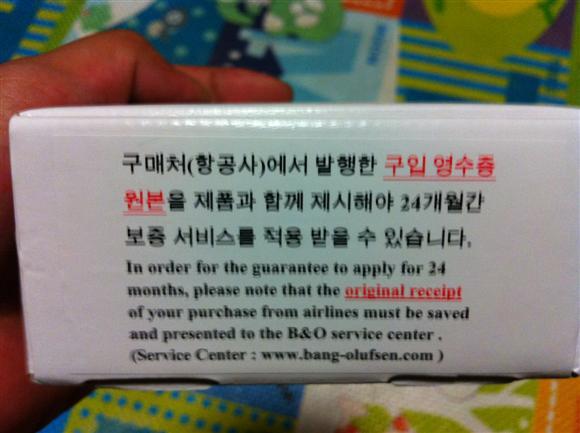 구매처(항공사)에서 발행한 구입 영수증
원본을 제품과 함께 제시해야 24개월간
보증 서비스를 적용 받을 수 있습니다.
In order for the guarantee to apply for 24
months, please note that the original receipt
of your purchase from airlines must be saved
and presented to the B&O service center .
(Service Center : www.bang-olufsen.com )